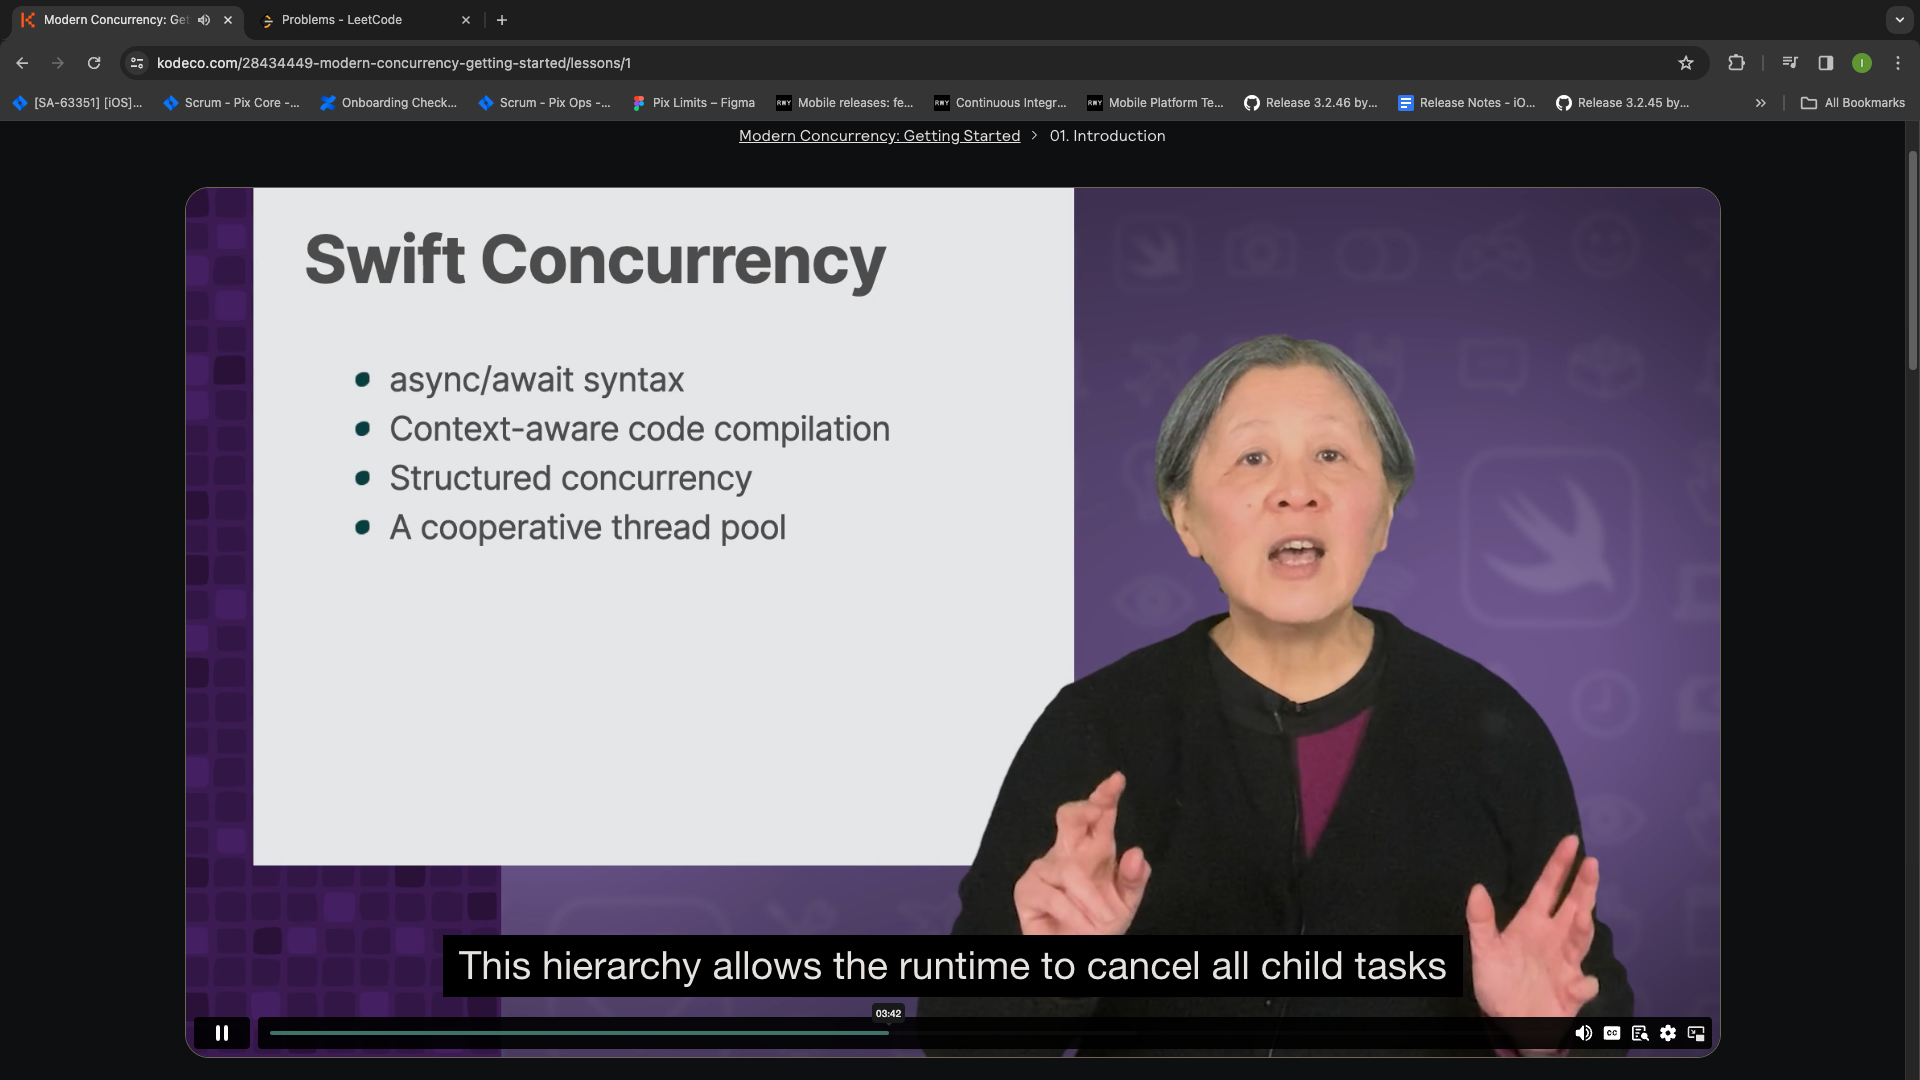 Modern Concurrency: Get
Problems - LeetCode
kodeco.com/28434449-modern-concurrency-getting-started/lessons/1
I
[SA-63351] [iOS]...
Scrum - Pix Core -...
Onboarding Check...
Scrum - Pix Ops -...
Pix Limits – Figma
RWY
Mobile releases: fe...
RWY
Continuous Integr...
RWY
Mobile Platform Te...
Release 3.2.46 by...
Release Notes - iO...
Release 3.2.45 by...
All Bookmarks
Modern Concurrency: Getting Started > 01. Introduction
Swift Concurrency
async/await syntax
Context-aware code compilation
Structured concurrency
A cooperative thread pool
This hierarchy allows the runtime to cancel all child tasks
03:42
CC